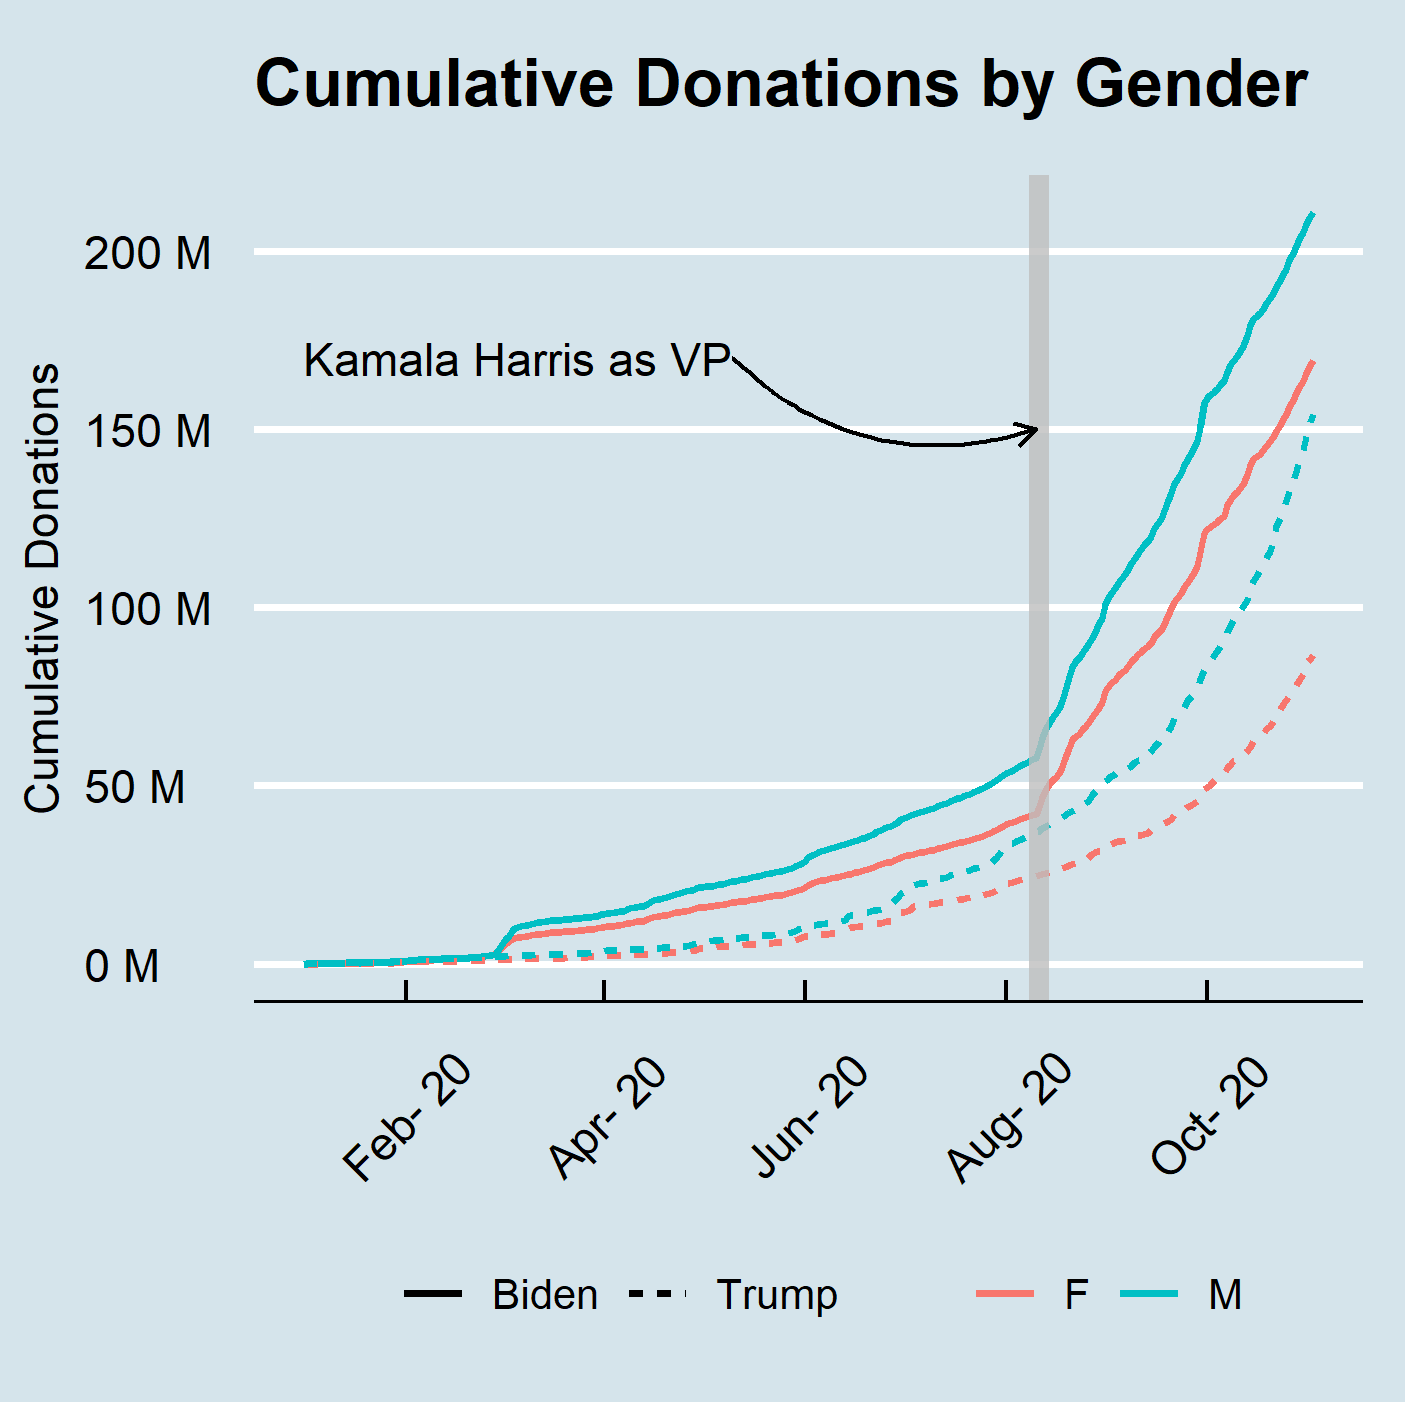 Cumulative Donations by Gender
Cumulative Donations
200 M
150 M
100 M
50 M
0 M
Kamala Harris as VP
Feb- 20
Apr- 20
Jun- 20
Aug- 20
Oct- 20
Biden Trump F M